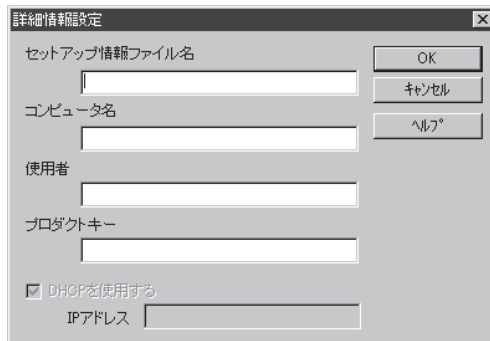 詳細情報設定
セットアップ情報ファイル名
OK
キャンセル
コンピュータ名
ヘルプ
使用者
プロダクトキー
DHCPを使用する
IPアドレス